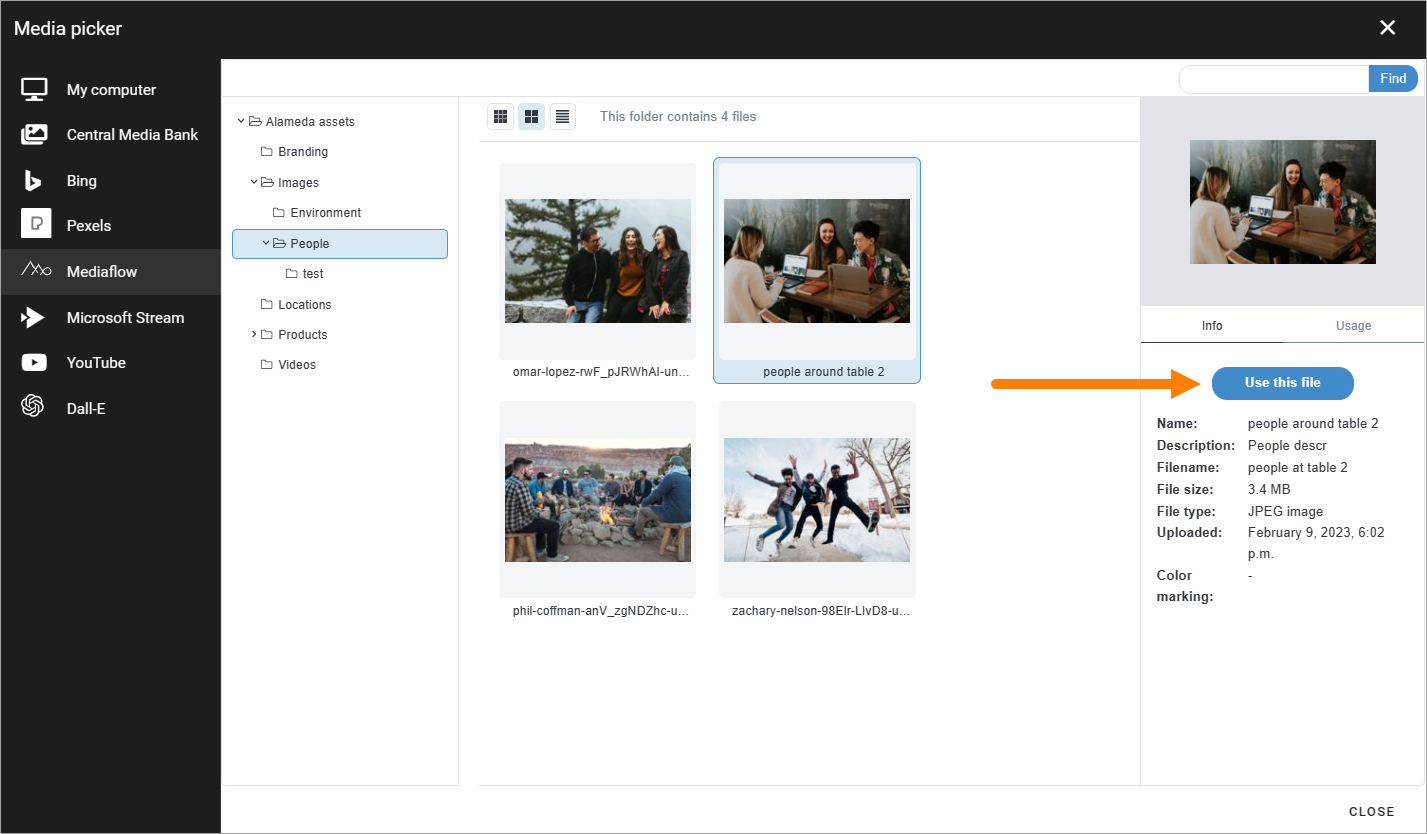 Media picker
My computer
Central Media Bank
Bing
Pexels
Mediaflow
Microsoft Stream
YouTube
Dall-E
Find
Alameda assets
Branding
Images
Environment
People
test
Locations
Products
Videos
This folder contains 4 files
omar-lopez-rwF_pJRWhAI-un...
people around table 2
phil-coffman-anV_zgNDZhc-u...
zachary-nelson-98Elr-LIvD8-u...
Info
Usage
Use this file
Name: people around table 2
Description: People descr
Filename: people at table 2
File size: 3.4 MB
File type: JPEG image
Uploaded: February 9, 2023, 6:02
p.m.
Color -
marking:
CLOSE